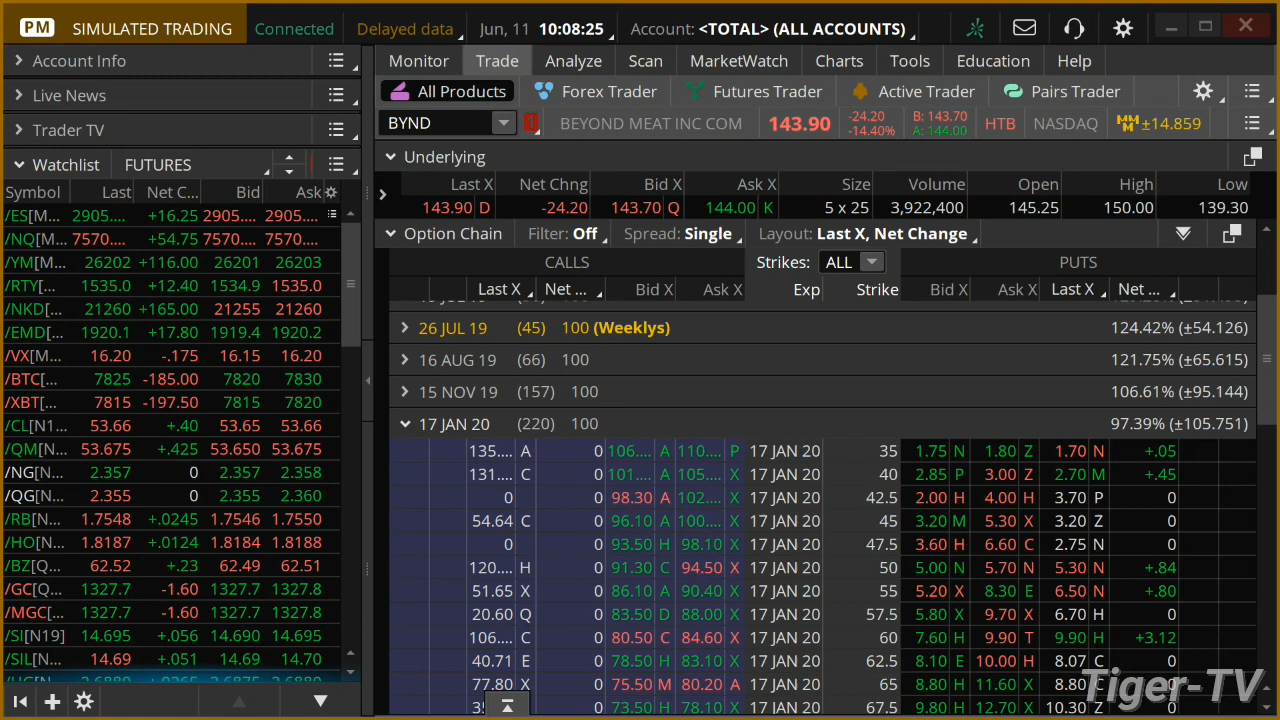 PM SIMULATED TRADING Connected Delayed data Jun, 11 10:08:25 Account: <TOTAL> (ALL ACCOUNTS)
Account Info
Live News
Trader TV
Watchlist FUTURES
Symbol Last Net C... Bid Ask
/ES[M... 2905.... +16.25 2905.... 2905....
/NQ[M... 7570.... +54.75 7570.... 7570....
/YM[M... 26202 +116.00 26201 26203
/RTY[... 1535.0 +12.40 1534.9 1535.0
/NKD[... 21260 +165.00 21255 21260
/EMD[... 1920.1 +17.80 1919.4 1920.2
/VX[M... 16.20 -.175 16.15 16.20
/BTC[... 7825 -185.00 7820 7830
/XBT[... 7815 -197.50 7815 7820
/CL[N1... 53.66 +.40 53.65 53.66
/QM[N... 53.675 +.425 53.650 53.675
/NG[N... 2.357 0 2.357 2.358
/QG[N... 2.355 0 2.355 2.360
/RB[N... 1.7548 +.0245 1.7546 1.7550
/HO[N... 1.8187 +.0124 1.8184 1.8188
/BZ[Q... 62.52 +.23 62.49 62.51
/GC[Q... 1327.7 -1.60 1327.7 1327.8
/MGC[... 1327.7 -1.60 1327.7 1327.8
/SI[N19] 14.695 +.056 14.690 14.695
/SIL[N... 14.69 +.051 14.69 14.70
Monitor Trade Analyze Scan MarketWatch Charts Tools Education Help
All Products Forex Trader Futures Trader Active Trader Pairs Trader
BYND 1 BEYOND MEAT INC COM 143.90 -24.20 B: 143.70 HTB NASDAQ MMM ±14.859
-14.40% A: 144.00
Underlying
Last X Net Chng Bid X Ask X Size Volume Open High Low
143.90 D -24.20 143.70 Q 144.00 K 5 x 25 3,922,400 145.25 150.00 139.30
Option Chain Filter: Off Spread: Single Layout: Last X, Net Change
CALLS Strikes: ALL PUTS
Last X Net ... Bid X Ask X Exp Strike Bid X Ask X Last X Net ...
26 JUL 19 (45) 100 (Weeklys) 124.42% (±54.126)
16 AUG 19 (66) 100 121.75% (±65.615)
15 NOV 19 (157) 100 106.61% (±95.144)
17 JAN 20 (220) 100 97.39% (±105.751)
135.... A 0 106.... A 110.... P 17 JAN 20 35 1.75 N 1.80 Z 1.70 N +.05
131.... C 0 101.... A 105.... X 17 JAN 20 40 2.85 P 3.00 Z 2.70 M +.45
0 0 98.30 A 102.... X 17 JAN 20 42.5 2.00 H 4.00 H 3.70 P 0
54.64 C 0 96.10 A 100.... X 17 JAN 20 45 3.20 M 5.30 X 3.20 Z 0
0 0 93.50 H 98.10 X 17 JAN 20 47.5 3.60 H 6.60 C 2.75 N 0
120.... H 0 91.30 C 94.50 X 17 JAN 20 50 5.00 N 5.70 N 5.30 N +.84
51.65 X 0 86.10 A 90.40 X 17 JAN 20 55 5.20 X 8.30 E 6.50 N +.80
20.60 Q 0 83.50 D 88.00 X 17 JAN 20 57.5 5.80 X 9.70 X 6.70 H 0
106.... C 0 80.50 C 84.60 X 17 JAN 20 60 7.60 H 9.90 T 9.90 H +3.12
40.71 E 0 78.50 H 83.10 X 17 JAN 20 62.5 8.10 E 10.00 H 8.07 C 0
77.80 X 0 75.50 M 80.20 A 17 JAN 20 65 8.80 H 11.60 X 8.80 C
0 73.50 H 78.10 X 17 JAN 20 67.5 9.80 H 12.70 X 10.30 Z
Tiger-TV